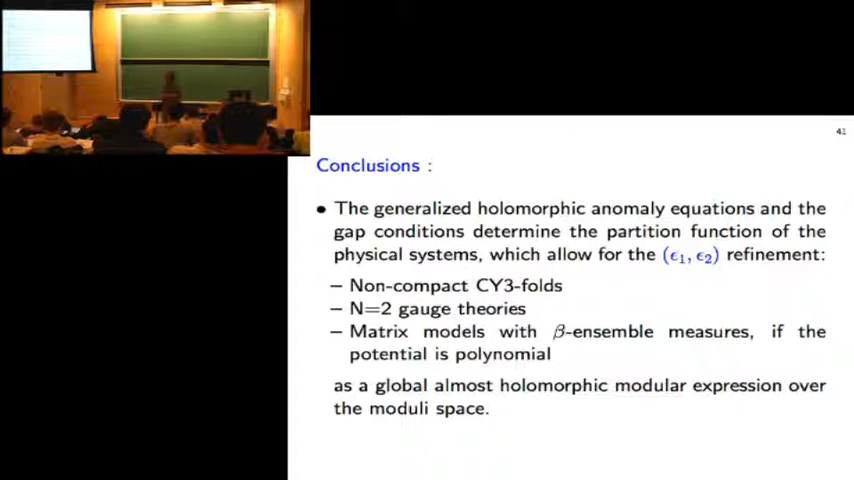 41
Conclusions :
• The generalized holomorphic anomaly equations and the
gap conditions determine the partition function of the
physical systems, which allow for the (ϵ₁, ϵ₂) refinement:
– Non-compact CY3-folds
– N=2 gauge theories
– Matrix models with β-ensemble measures, if the
potential is polynomial
as a global almost holomorphic modular expression over
the moduli space.